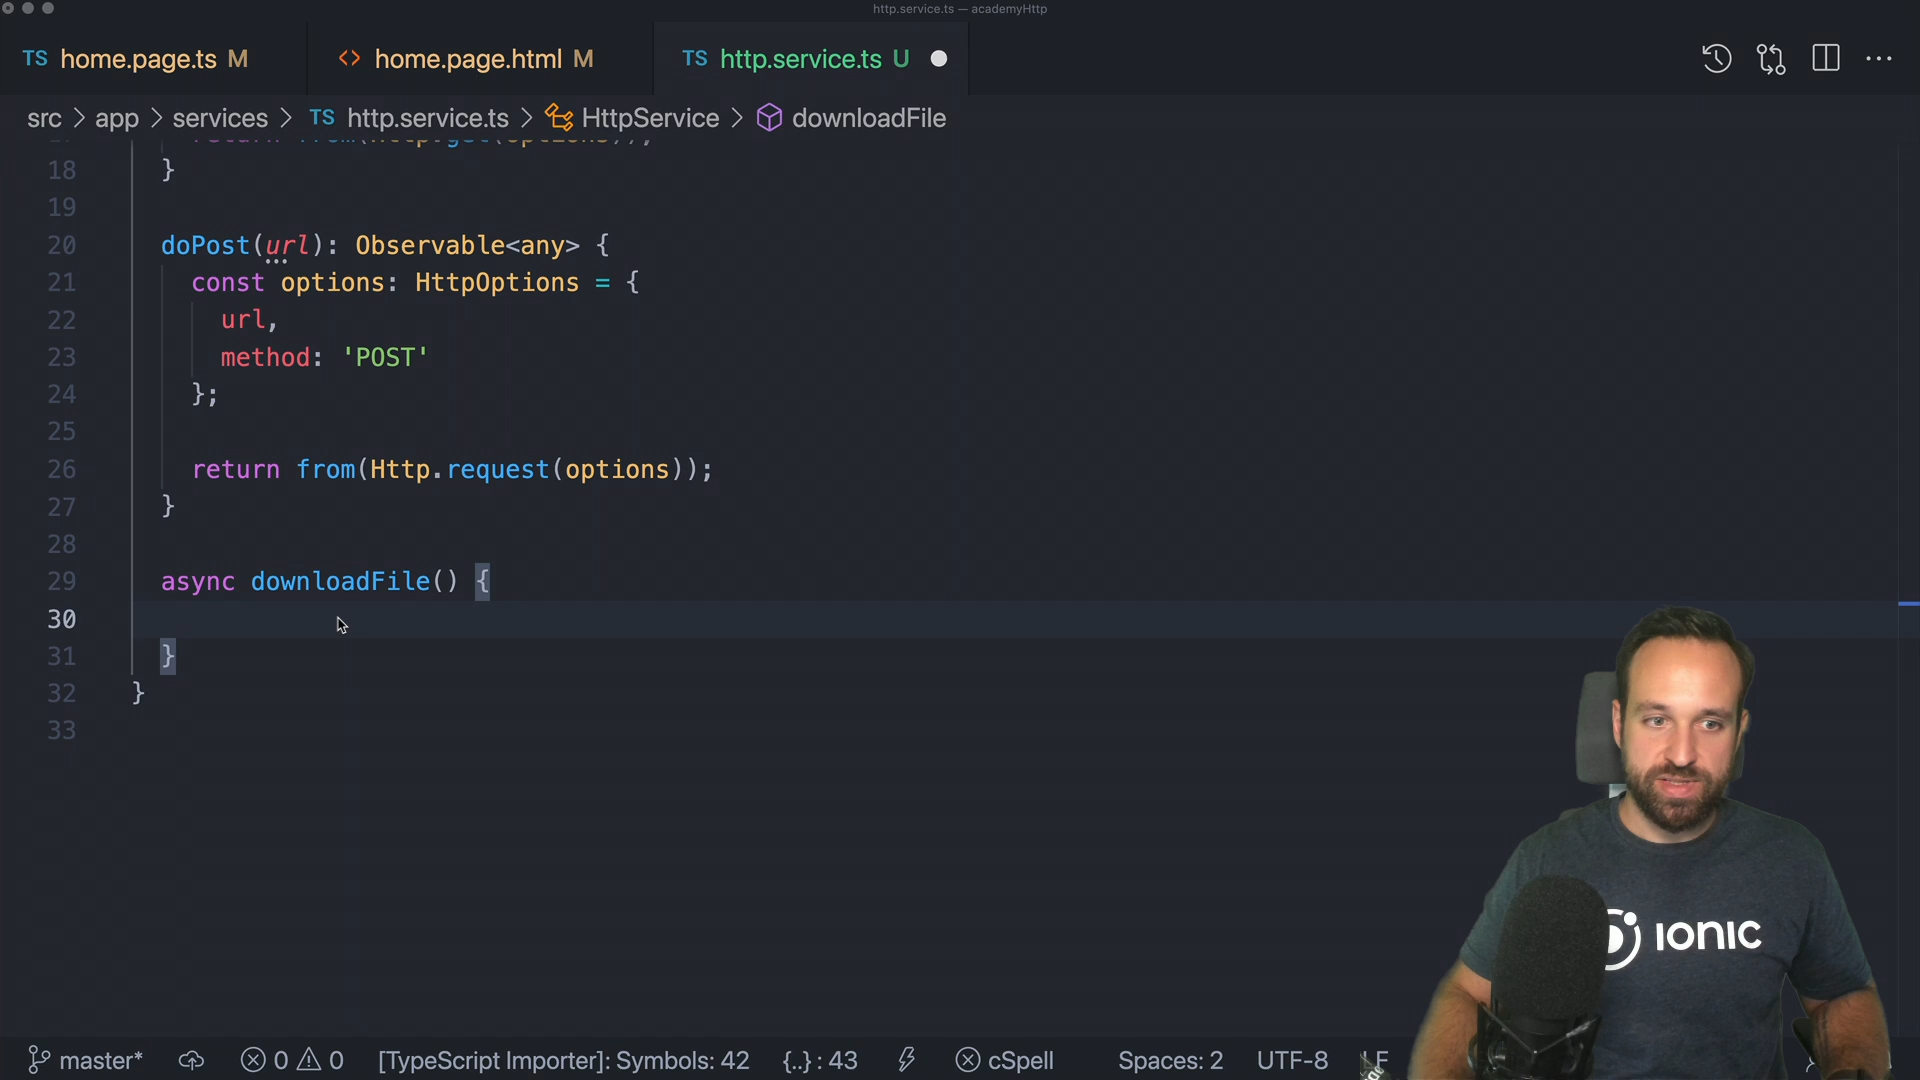 http.service.ts — academyHttp
TS home.page.ts M
<> home.page.html M
TS http.service.ts U
src > app > services > TS http.service.ts > HttpService > downloadFile
18 }
19
20 doPost(url): Observable<any> {
21 const options: HttpOptions = {
22 url,
23 method: 'POST'
24 };
25
26 return from(Http.request(options));
27 }
28
29 async downloadFile() {
30
31 }
32 }
33
IONIC
master* 0 0 [TypeScript Importer]: Symbols: 42 {..} : 43 cSpell Spaces: 2 UTF-8 LF